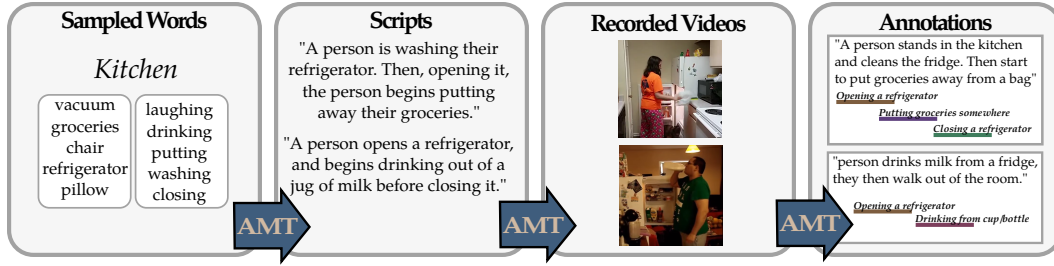 Sampled Words
Kitchen
vacuum
groceries
chair
refrigerator
pillow
laughing
drinking
putting
washing
closing
AMT
Scripts
"A person is washing their
refrigerator. Then, opening it,
the person begins putting
away their groceries."
"A person opens a refrigerator,
and begins drinking out of a
jug of milk before closing it."
AMT
Recorded Videos
AMT
Annotations
"A person stands in the kitchen
and cleans the fridge. Then start
to put groceries away from a bag"
Opening a refrigerator
Putting groceries somewhere
Closing a refrigerator
"person drinks milk from a fridge,
they then walk out of the room."
Opening a refrigerator
Drinking from cup/bottle